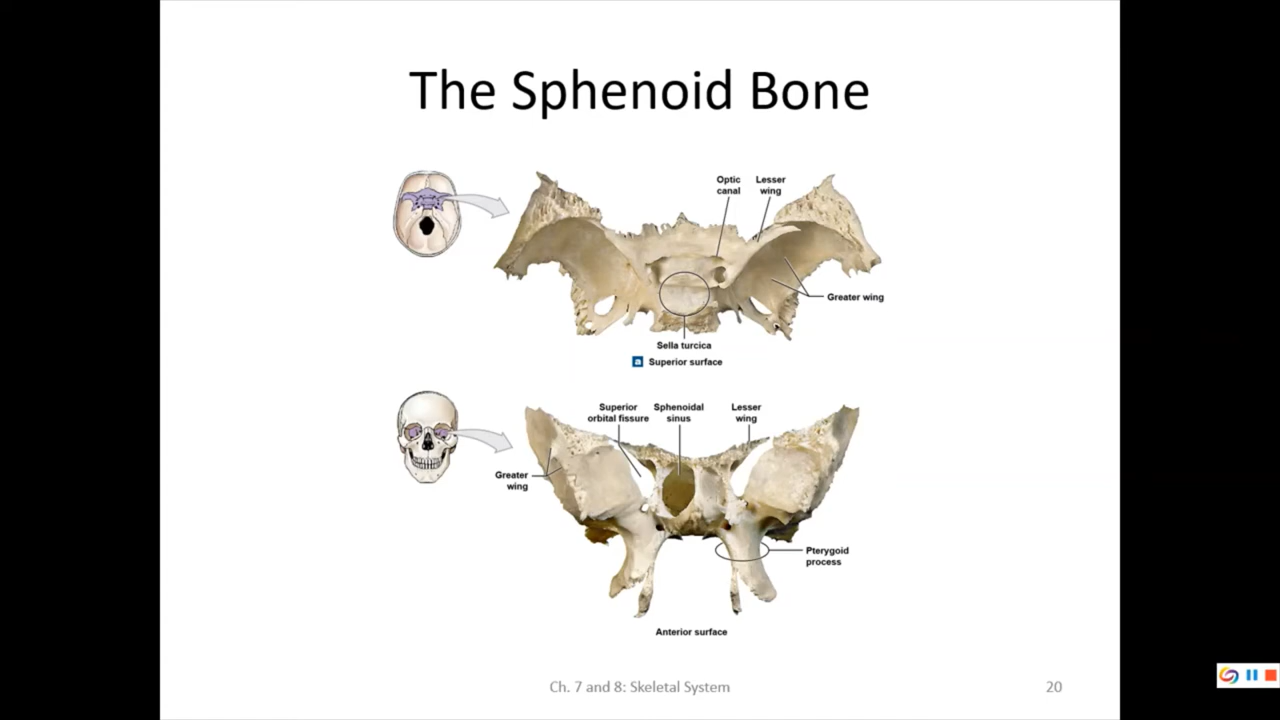 The Sphenoid Bone
Optic
canal
Lesser
wing
Greater wing
Sella turcica
a Superior surface
Superior
orbital fissure
Sphenoidal
sinus
Lesser
wing
Greater
wing
Pterygoid
process
Anterior surface
Ch. 7 and 8: Skeletal System
20